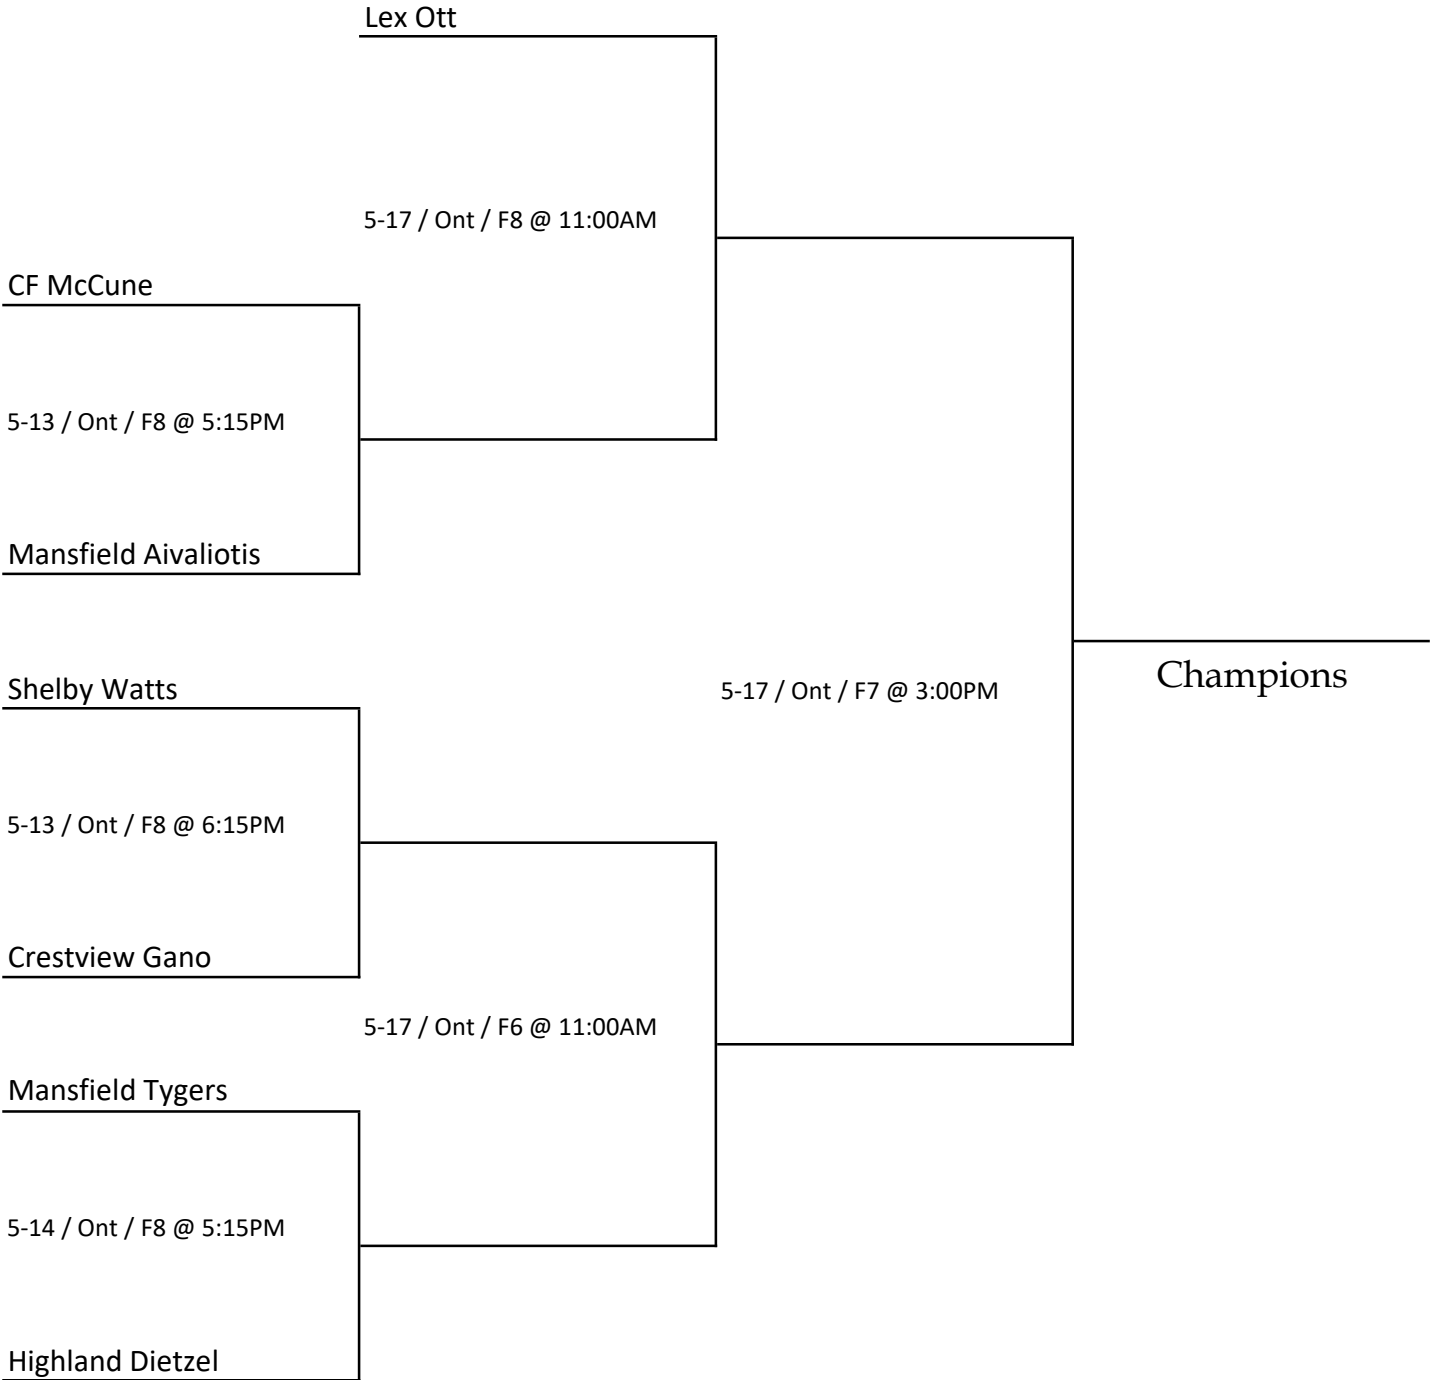 Lex Ott
5-17 / Ont / F8 @ 11:00AM
CF McCune
5-13 / Ont / F8 @ 5:15PM
Mansfield Aivaliotis
Champions
Shelby Watts
5-17 / Ont / F7 @ 3:00PM
5-13 / Ont / F8 @ 6:15PM
Crestview Gano
5-17 / Ont / F6 @ 11:00AM
Mansfield Tygers
5-14 / Ont / F8 @ 5:15PM
Highland Dietzel